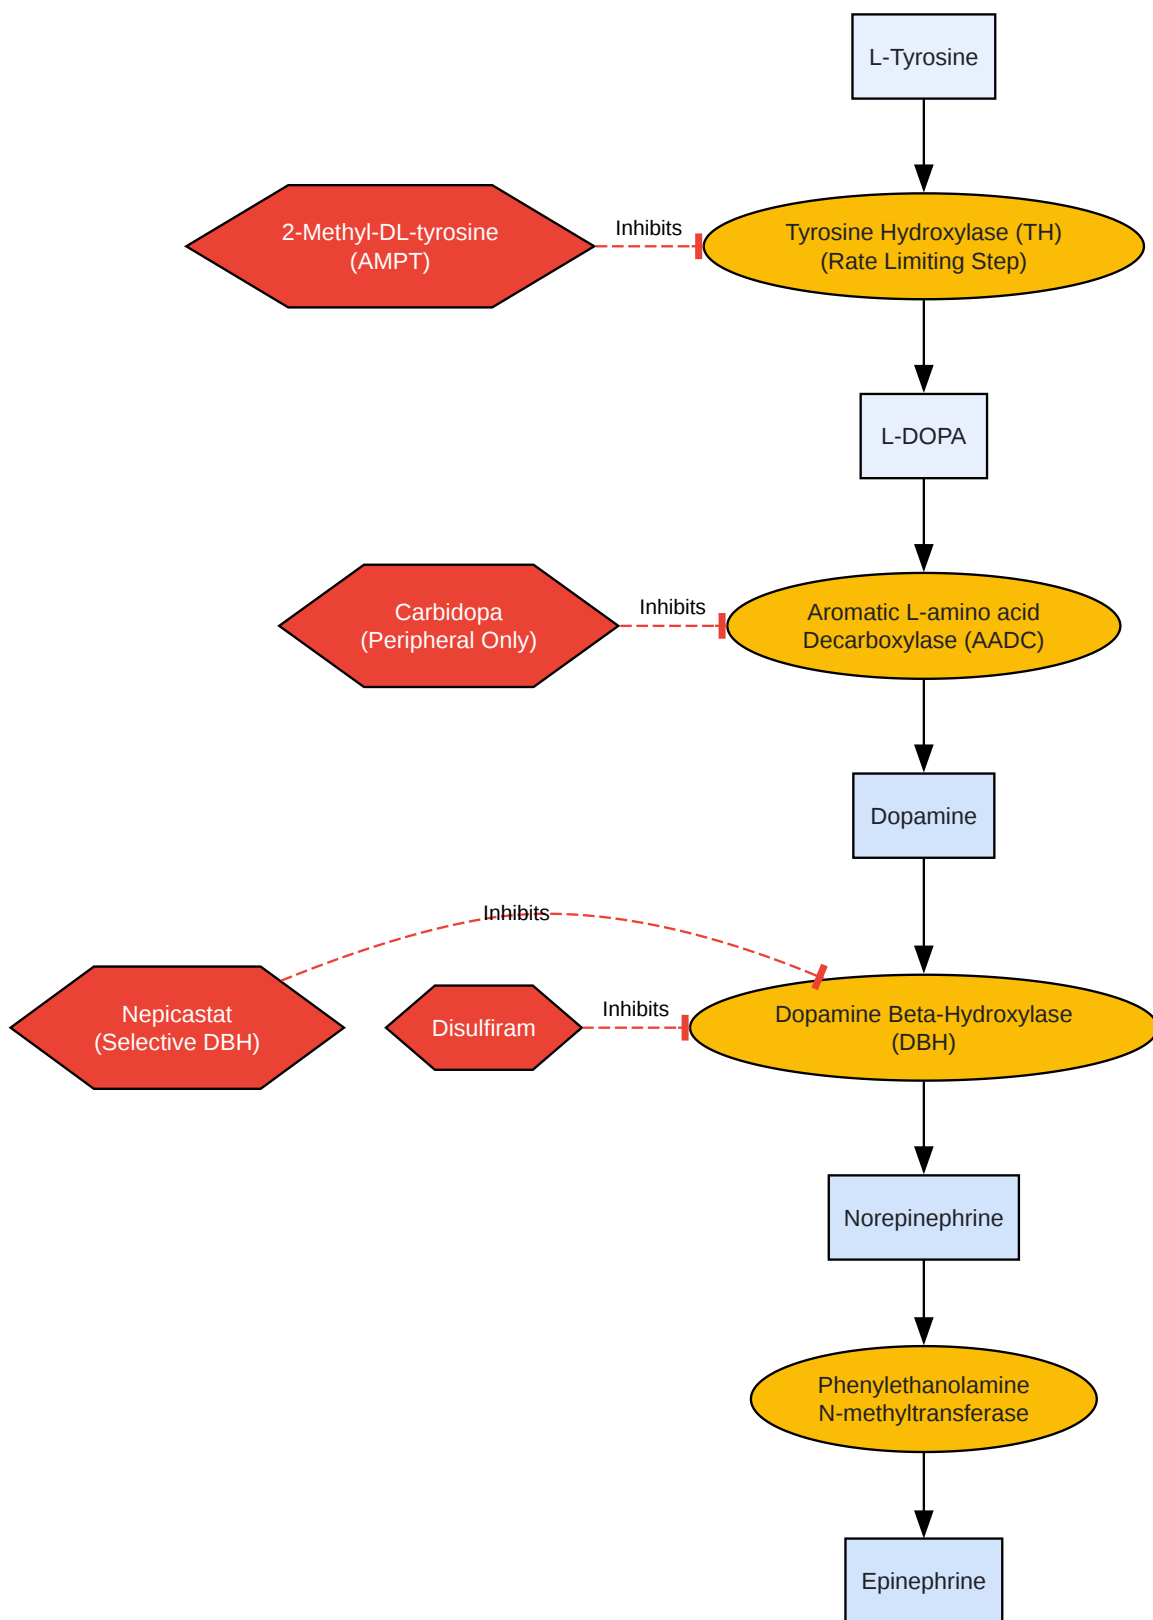 L-Tyrosine
2-Methyl-DL-tyrosine
(AMPT)
Inhibits
Tyrosine Hydroxylase (TH)
(Rate Limiting Step)
L-DOPA
Carbidopa
(Peripheral Only)
Inhibits
Aromatic L-amino acid
Decarboxylase (AADC)
Dopamine
Inhibits
Nepicastat
(Selective DBH)
Disulfiram
Inhibits
Dopamine Beta-Hydroxylase
(DBH)
Norepinephrine
Phenylethanolamine
N-methyltransferase
Epinephrine